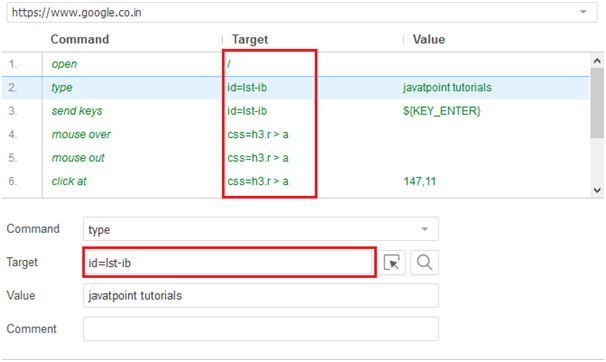 https://www.google.co.in
Command Target Value
1. open /
2. type id=lst-ib javatpoint tutorials
3. send keys id=lst-ib ${KEY_ENTER}
4. mouse over css=h3.r > a
5. mouse out css=h3.r > a
6. click at css=h3.r > a 147,11
Command type
Target id=lst-ib
Value javatpoint tutorials
Comment